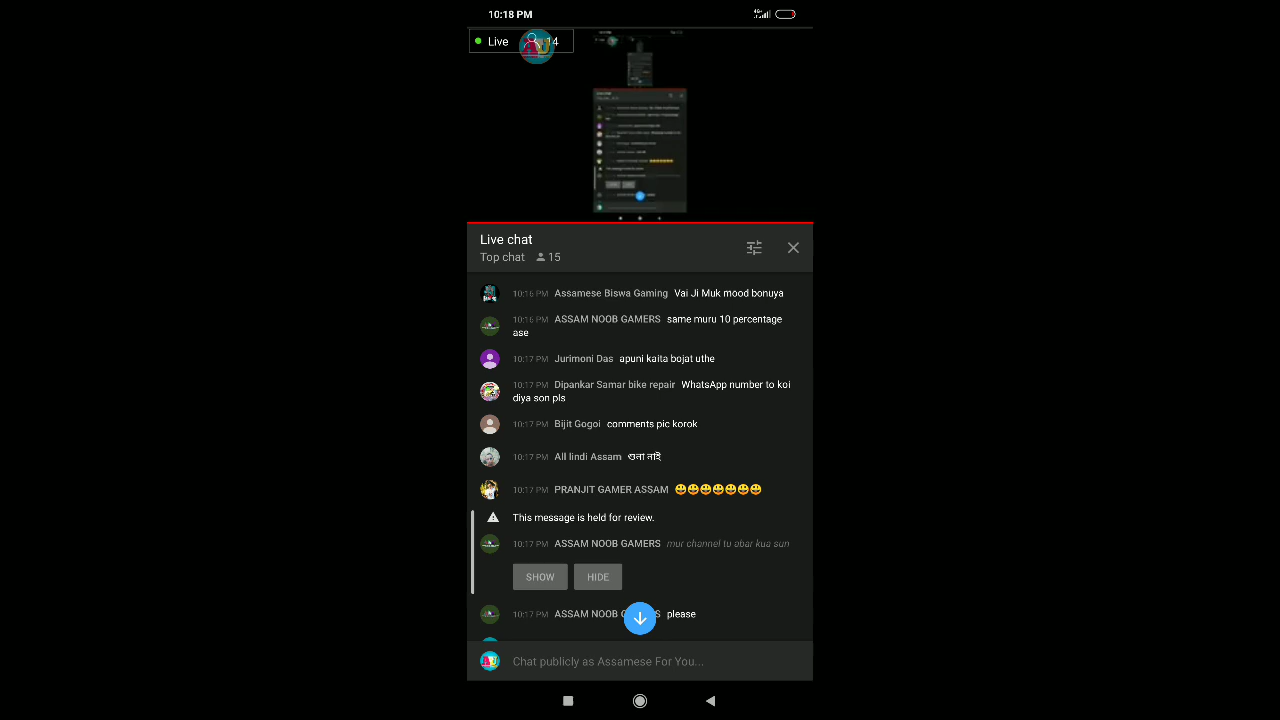 10:18 PM
4G+
Live 14
Live chat
Top chat 15
10:16 PM Assamese Biswa Gaming Vai Ji Muk mood bonuya
10:16 PM ASSAM NOOB GAMERS same muru 10 percentage
ase
10:17 PM Jurimoni Das apuni kaita bojat uthe
10:17 PM Dipankar Samar bike repair WhatsApp number to koi
diya son pls
10:17 PM Bijit Gogoi comments pic korok
10:17 PM All lindi Assam শুনা নাই
10:17 PM PRANJIT GAMER ASSAM 😃😃😃😃😃😃😃
This message is held for review.
10:17 PM ASSAM NOOB GAMERS mur channel tu abar kua sun
SHOW HIDE
10:17 PM ASSAM NOOB G S please
Chat publicly as Assamese For You...